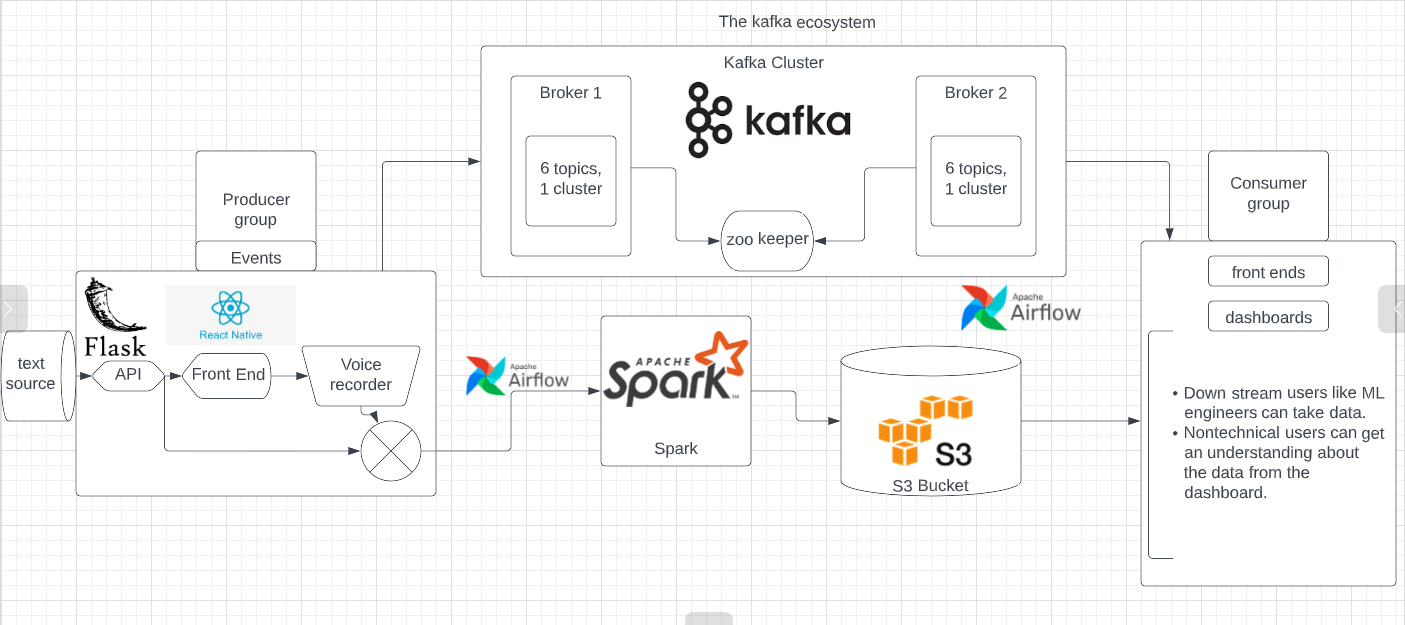 The kafka ecosystem
Kafka Cluster
Broker 1
6 topics,
1 cluster
kafka
Broker 2
6 topics,
1 cluster
zoo keeper
Producer
group
Events
Flask
React Native
text
source
API
Front End
Voice
recorder
Apache
Airflow
APACHE
Spark™
Spark
Apache
Airflow
S3
S3 Bucket
Consumer
group
front ends
dashboards
• Down stream users like ML
engineers can take data.
• Nontechnical users can get
an understanding about
the data from the
dashboard.